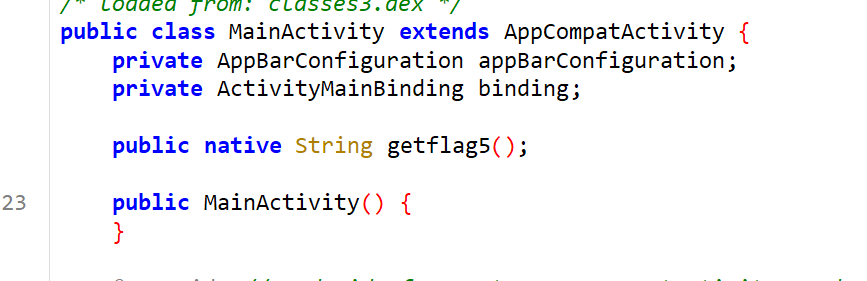 /* loaded from: classes3.dex */
public class MainActivity extends AppCompatActivity {
private AppBarConfiguration appBarConfiguration;
private ActivityMainBinding binding;
public native String getflag5();
23 public MainActivity() {
}